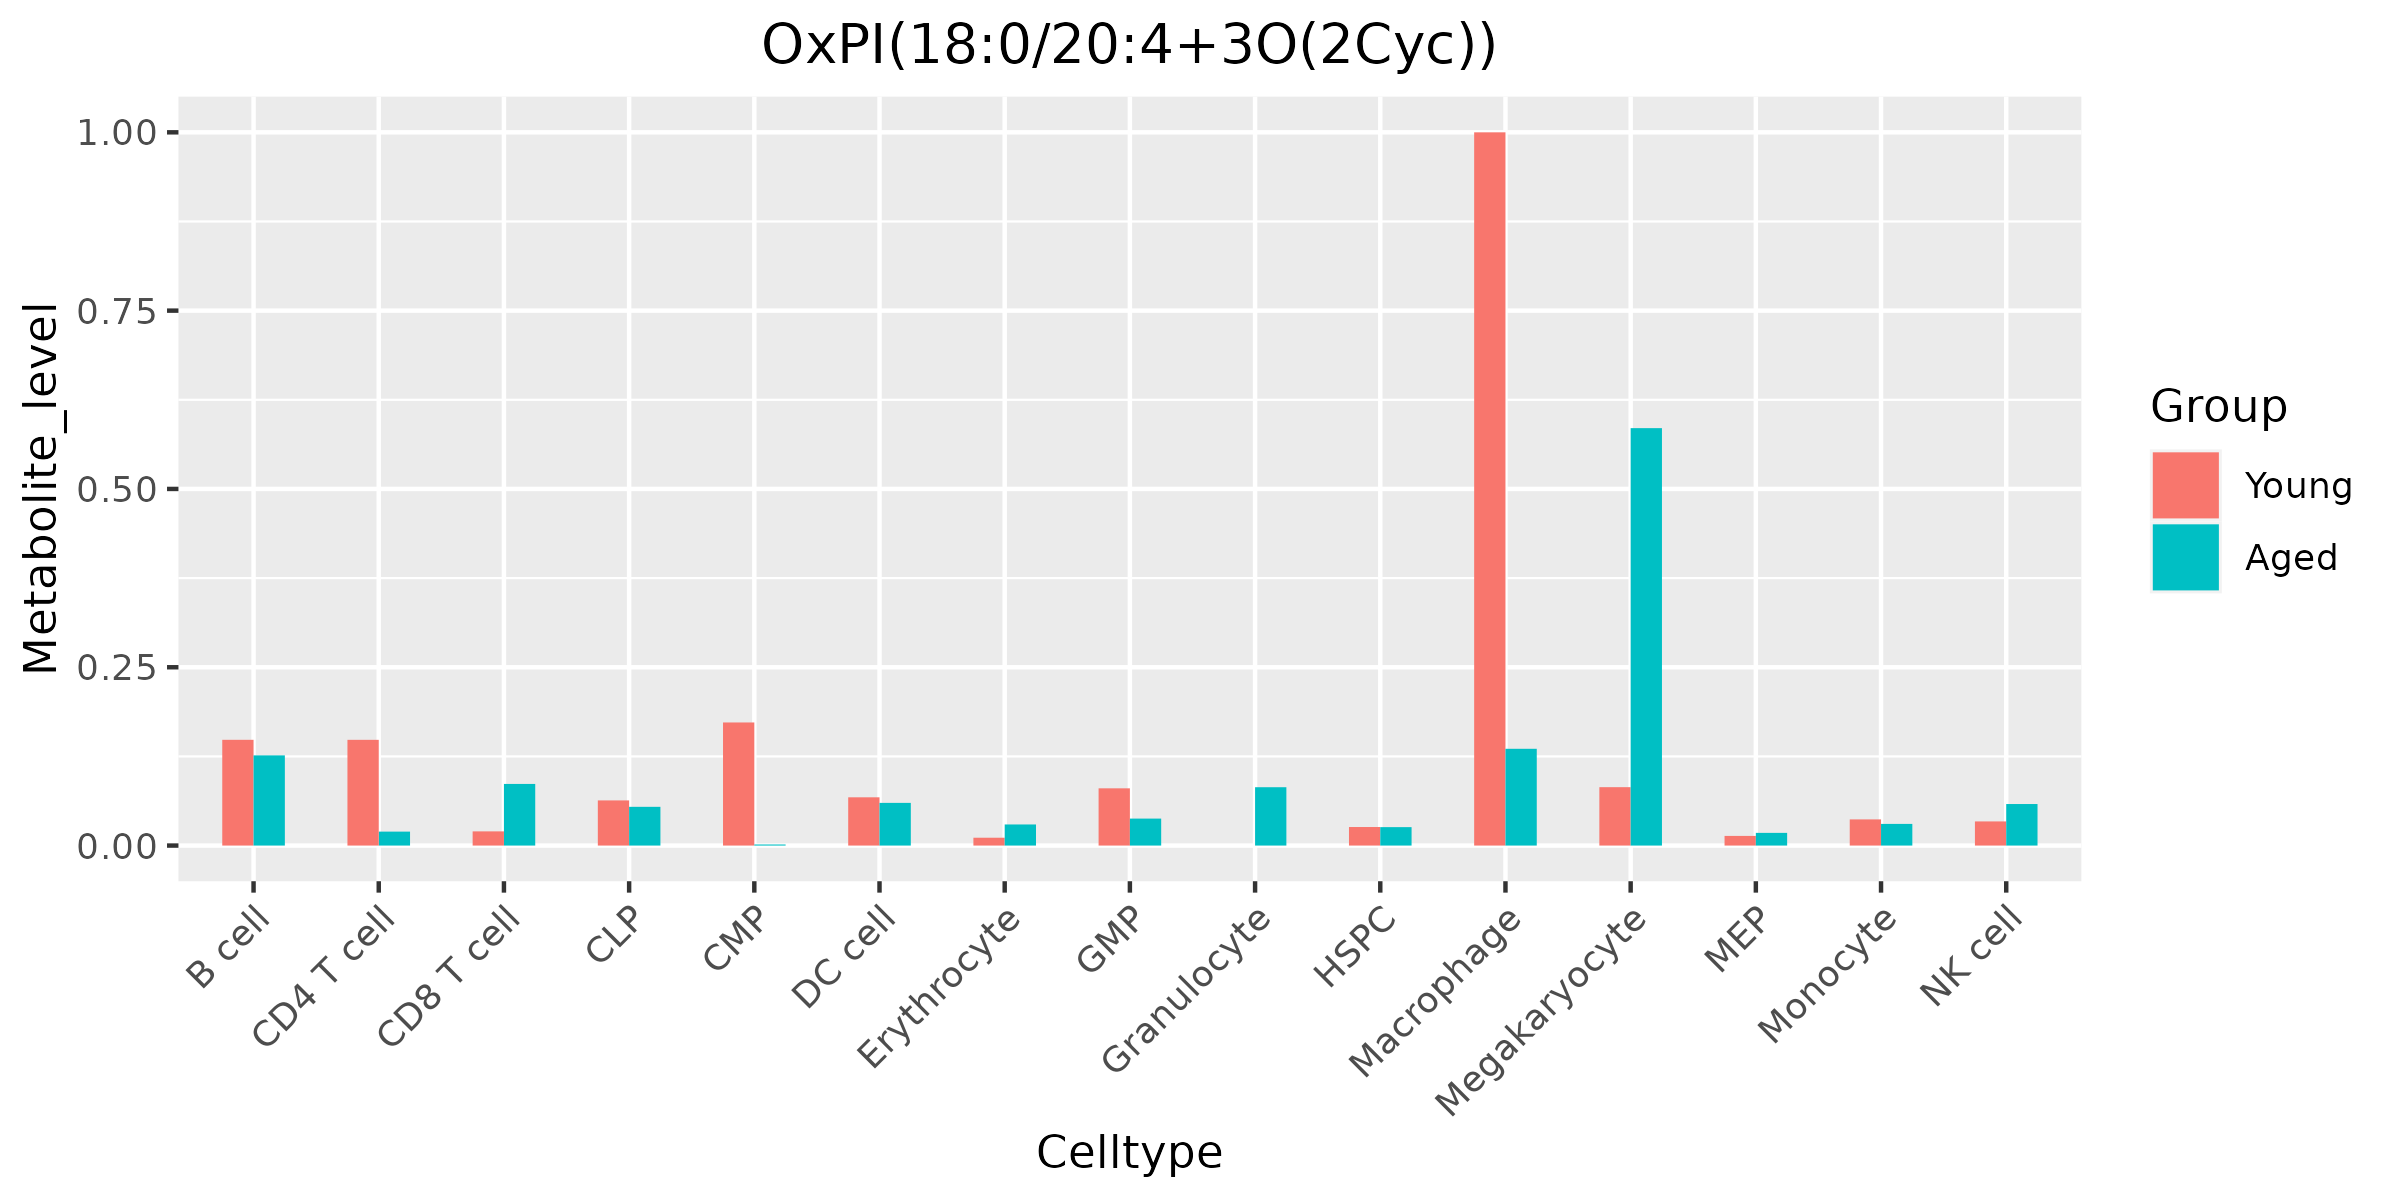 OxPI(18:0/20:4+3O(2Cyc))
Metabolite_level
1.00
0.75
0.50
0.25
0.00
B cell
CD4 T cell
CD8 T cell
CLP
CMP
DC cell
Erythrocyte
GMP
Granulocyte
HSPC
Macrophage
Megakaryocyte
MEP
Monocyte
NK cell
Celltype
Group
Young
Aged